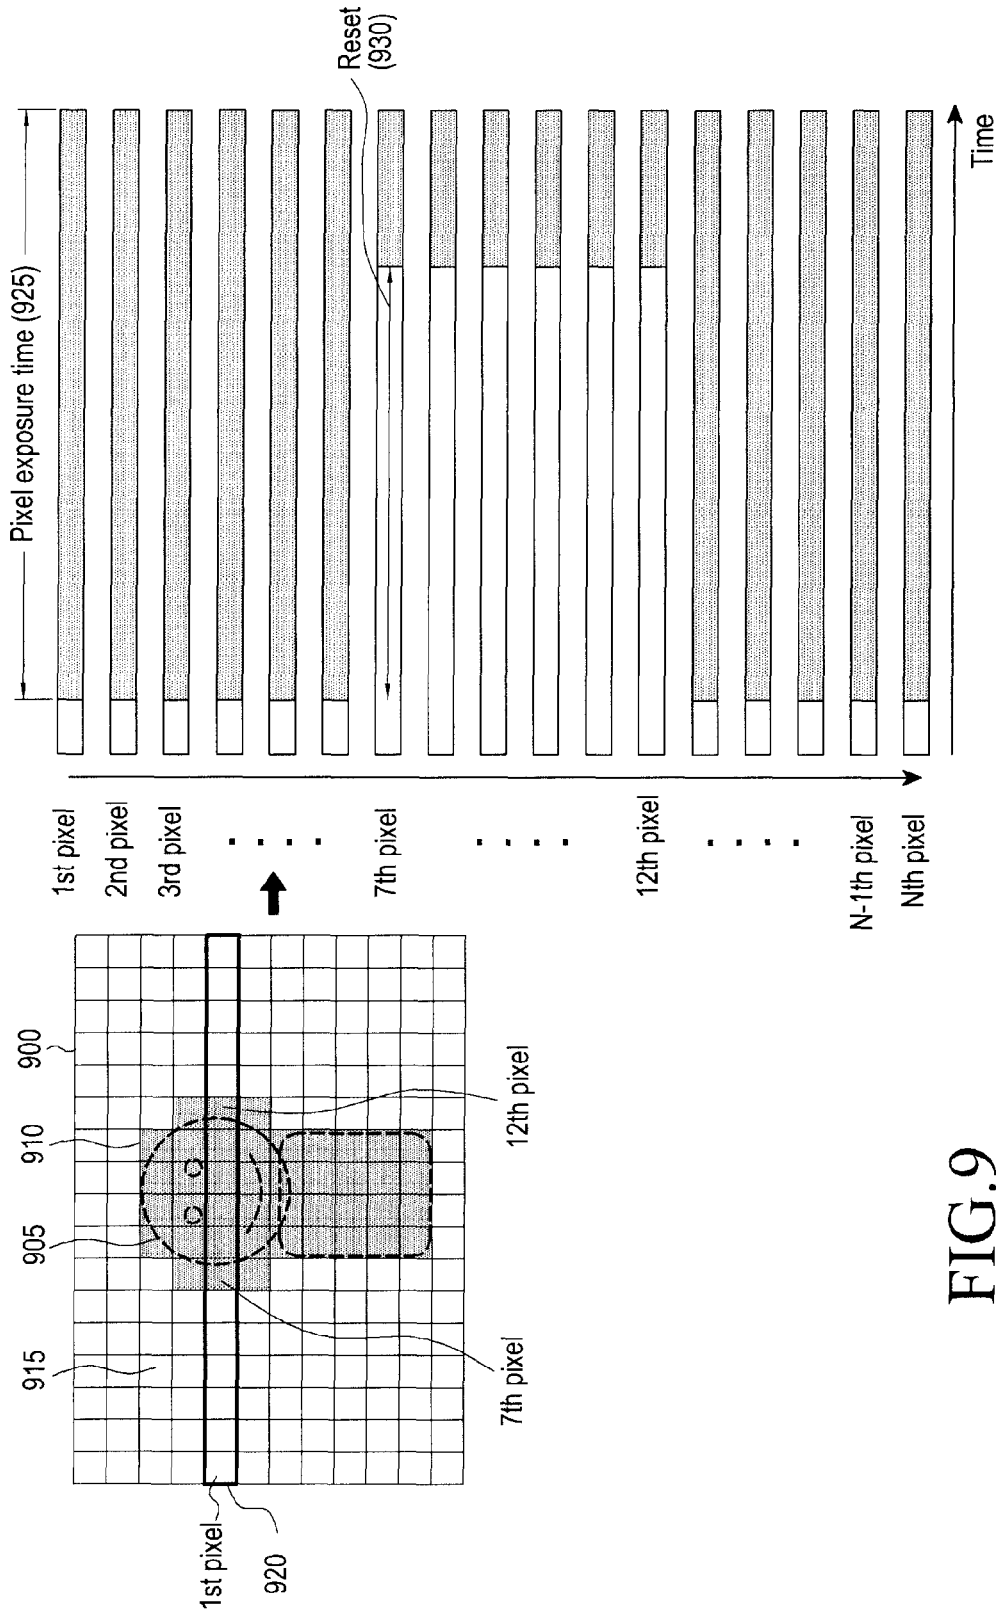 915
905
910
900
1st pixel
920
7th pixel
12th pixel
Pixel exposure time (925)
Reset
(930)
1st pixel
2nd pixel
3rd pixel
7th pixel
12th pixel
N-1th pixel
Nth pixel
Time
FIG.9